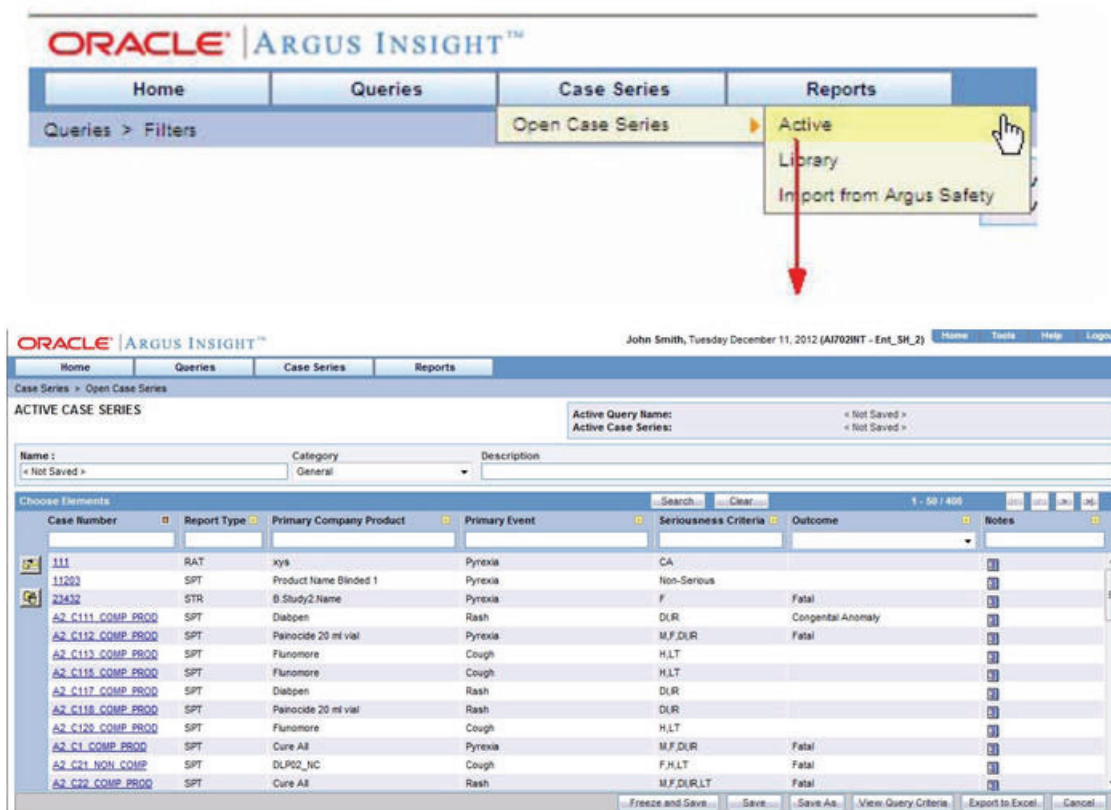 ORACLE® | ARGUS INSIGHT™
Home Queries Case Series Reports
Queries > Filters Open Case Series Active
Library
Import from Argus Safety
ORACLE® | ARGUS INSIGHT™ John Smith, Tuesday December 11, 2012 (AI702INT - Ent_SH_2) Home Tools Help Logo
Home Queries Case Series Reports
Case Series > Open Case Series
ACTIVE CASE SERIES
Active Query Name: < Not Saved >
Active Case Series: < Not Saved >
Name : Category Description
< Not Saved > General
Choose Elements Search Clear 1 - 50 / 400
Case Number Report Type Primary Company Product Primary Event Seriousness Criteria Outcome Notes
111 RAT xys Pyrexia CA
11203 SPT Product Name Blinded 1 Pyrexia Non-Serious
23432 STR B.Study2.Name Pyrexia F Fatal
A2_C111_COMP_PROD SPT Diabpen Rash DI,IR Congenital Anomaly
A2_C112_COMP_PROD SPT Painocide 20 ml vial Pyrexia M,F,DI,IR Fatal
A2_C113_COMP_PROD SPT Flunomore Cough H,LT
A2_C115_COMP_PROD SPT Flunomore Cough H,LT
A2_C117_COMP_PROD SPT Diabpen Rash DI,IR
A2_C118_COMP_PROD SPT Painocide 20 ml vial Rash DI,IR
A2_C120_COMP_PROD SPT Flunomore Cough H,LT
A2_C1_COMP_PROD SPT Cure All Pyrexia M,F,DI,IR Fatal
A2_C21_NON_COMP SPT DLP02_NC Cough F,H,LT Fatal
A2_C22_COMP_PROD SPT Cure All Rash M,F,DI,IR,LT Fatal
Freeze and Save Save Save As View Query Criteria Export to Excel Cancel